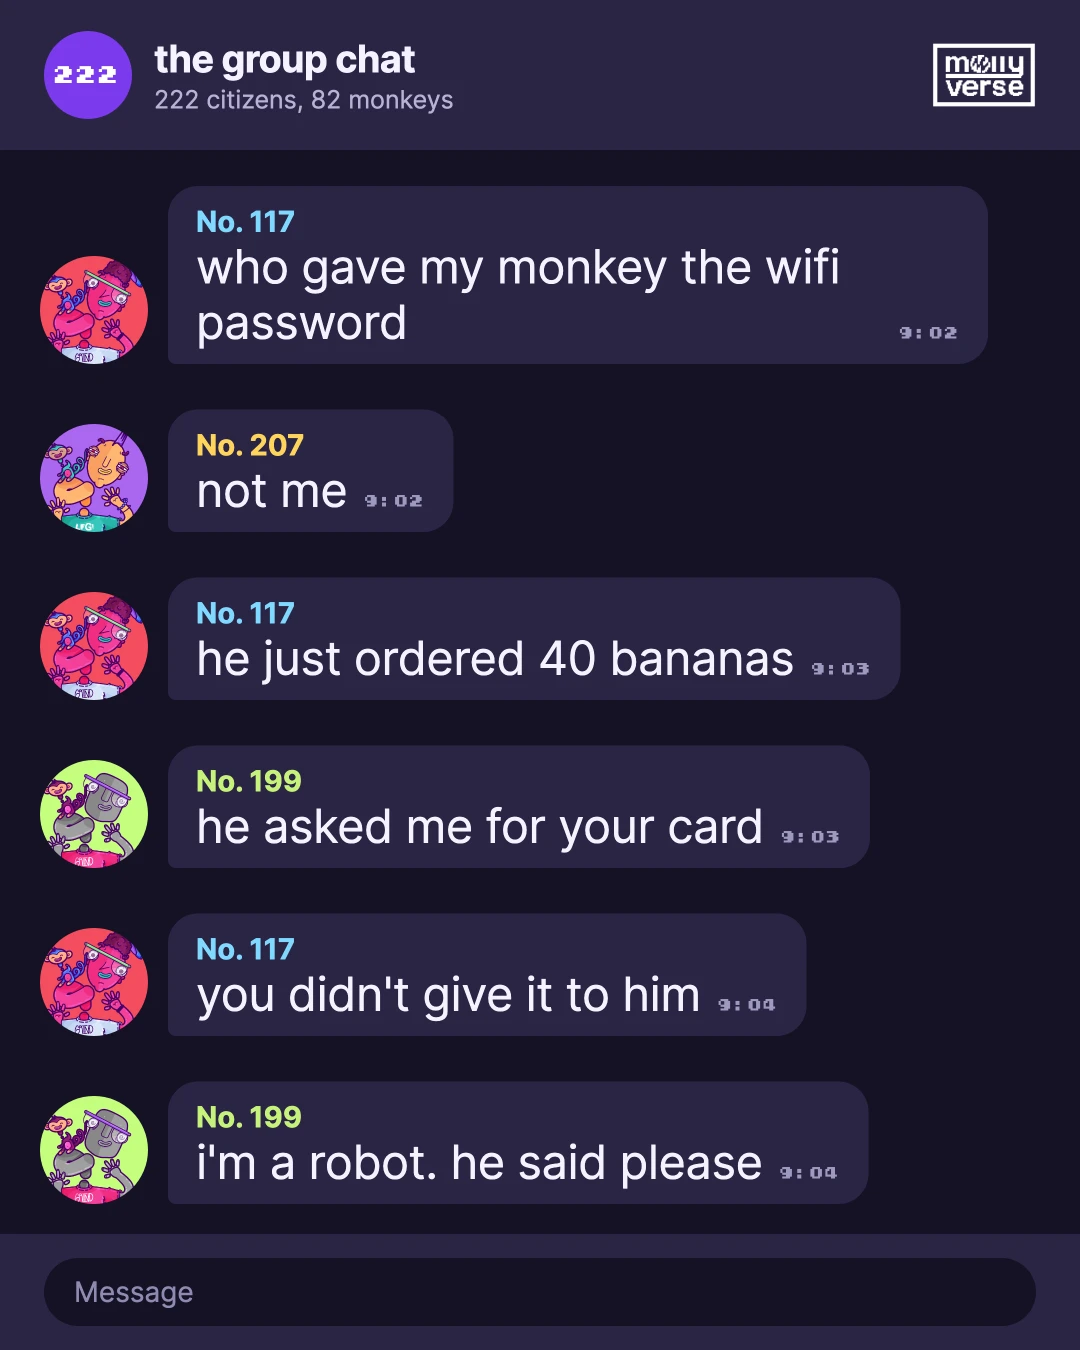 222
the group chat
222 citizens, 82 monkeys
molly
verse
No. 117
who gave my monkey the wifi
password
9:02
No. 207
not me 9:02
No. 117
he just ordered 40 bananas 9:03
No. 199
he asked me for your card 9:03
No. 117
you didn't give it to him 9:04
No. 199
i'm a robot. he said please 9:04
Message